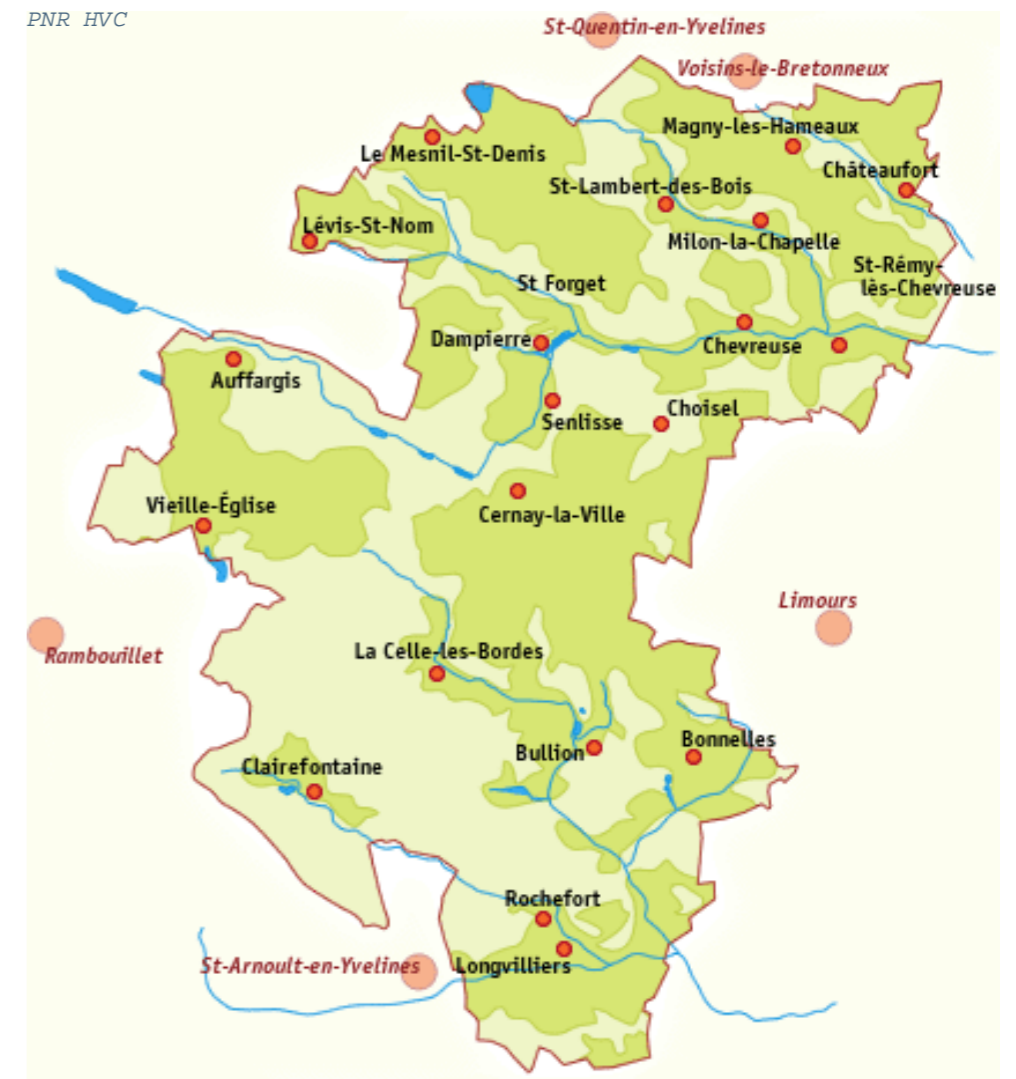 PNR HVC
St-Quentin-en-Yvelines
Voisins-le-Bretonneux
Magny-les-Hameaux
Le Mesnil-St-Denis
Châteaufort
St-Lambert-des-Bois
Lévis-St-Nom
Milon-la-Chapelle
St-Rémy-
lès-Chevreuse
St Forget
Dampierre
Chevreuse
Auffargis
Choisel
Senlisse
Vieille-Église
Cernay-la-Ville
Limours
Rambouillet
La Celle-les-Bordes
Bonnelles
Bullion
Clairefontaine
Rochefort
St-Arnoult-en-Yvelines
Longvilliers